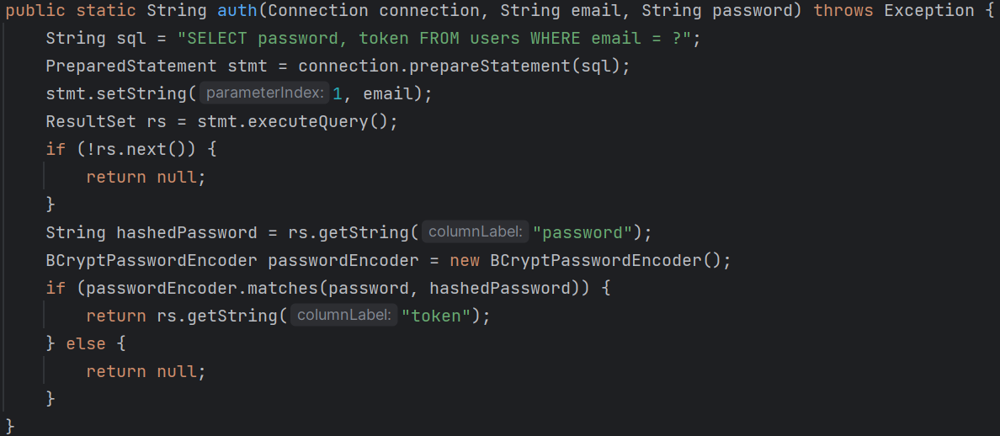 public static String auth(Connection connection, String email, String password) throws Exception {
    String sql = "SELECT password, token FROM users WHERE email = ?";
    PreparedStatement stmt = connection.prepareStatement(sql);
    stmt.setString( parameterIndex: 1, email);
    ResultSet rs = stmt.executeQuery();
    if (!rs.next()) {
        return null;
    }
    String hashedPassword = rs.getString( columnLabel: "password");
    BCryptPasswordEncoder passwordEncoder = new BCryptPasswordEncoder();
    if (passwordEncoder.matches(password, hashedPassword)) {
        return rs.getString( columnLabel: "token");
    } else {
        return null;
    }
}